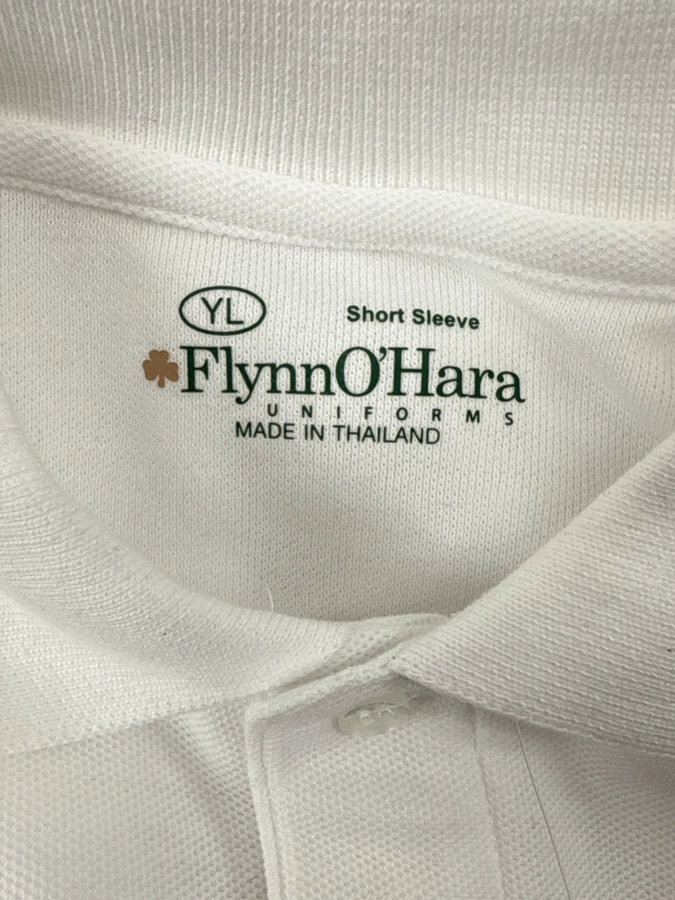 YL Short Sleeve
FlynnO'Hara
UNIFORMS
MADE IN THAILAND